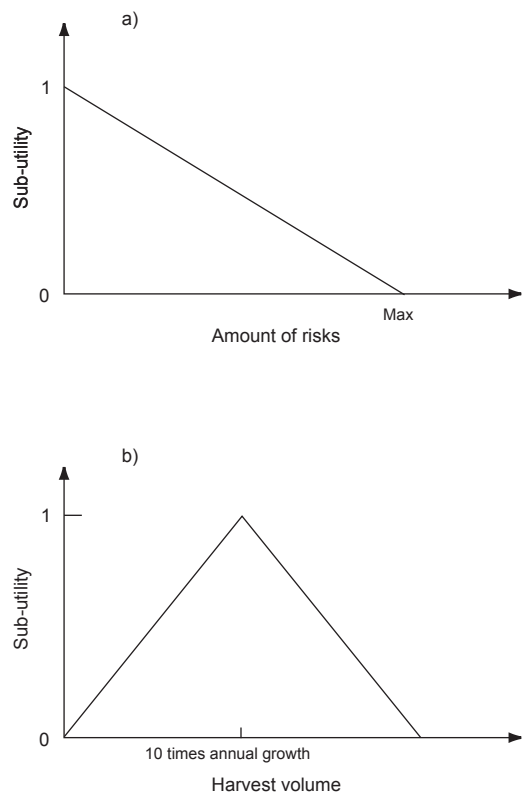 a)
1
Sub-utility
0
Max
Amount of risks
b)
1
Sub-utility
0
10 times annual growth
Harvest volume